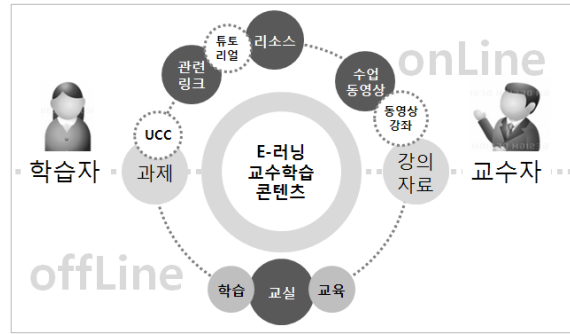 튜토
리얼
리소스
onLine
관련
링크
수업
동영상
동영상
강좌
UCC
E-러닝
교수학습
콘텐츠
학습자
과제
강의
자료
교수자
offLine
학습
교실
교육